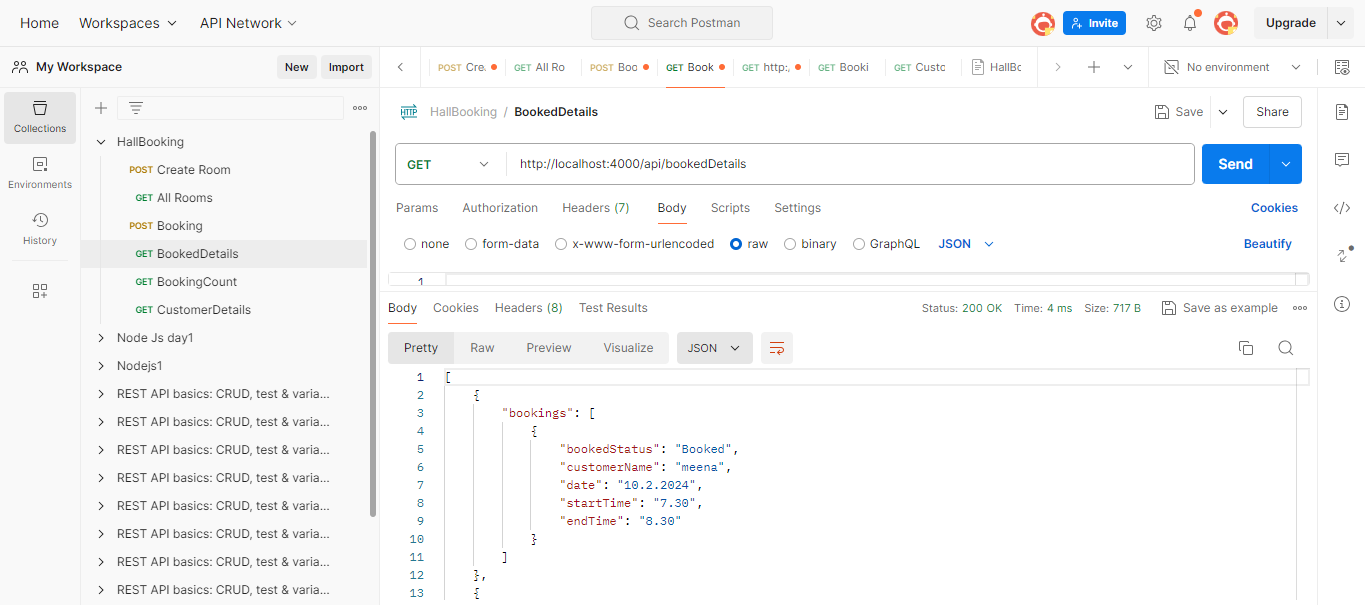 Home Workspaces API Network Search Postman Invite Upgrade
My Workspace New Import
POST Cre GET All Ro POST Boo GET Book GET http:, GET Booki GET Custc HallBc No environment
Collections
Environments
History
HallBooking
POST Create Room
GET All Rooms
POST Booking
GET BookedDetails
GET BookingCount
GET CustomerDetails
Node Js day1
Nodejs1
REST API basics: CRUD, test & varia...
REST API basics: CRUD, test & varia...
REST API basics: CRUD, test & varia...
REST API basics: CRUD, test & varia...
REST API basics: CRUD, test & varia...
REST API basics: CRUD, test & varia...
REST API basics: CRUD, test & varia...
REST API basics: CRUD, test & varia...
HTTP HallBooking / BookedDetails Save Share
GET http://localhost:4000/api/bookedDetails Send
Params Authorization Headers (7) Body Scripts Settings Cookies
none form-data x-www-form-urlencoded raw binary GraphQL JSON Beautify
1
Body Cookies Headers (8) Test Results Status: 200 OK Time: 4 ms Size: 717 B Save as example
Pretty Raw Preview Visualize JSON
1 [
2 {
3 "bookings": [
4 {
5 "bookedStatus": "Booked",
6 "customerName": "meena",
7 "date": "10.2.2024",
8 "startTime": "7.30",
9 "endTime": "8.30"
10 }
11 ]
12 },
13 {